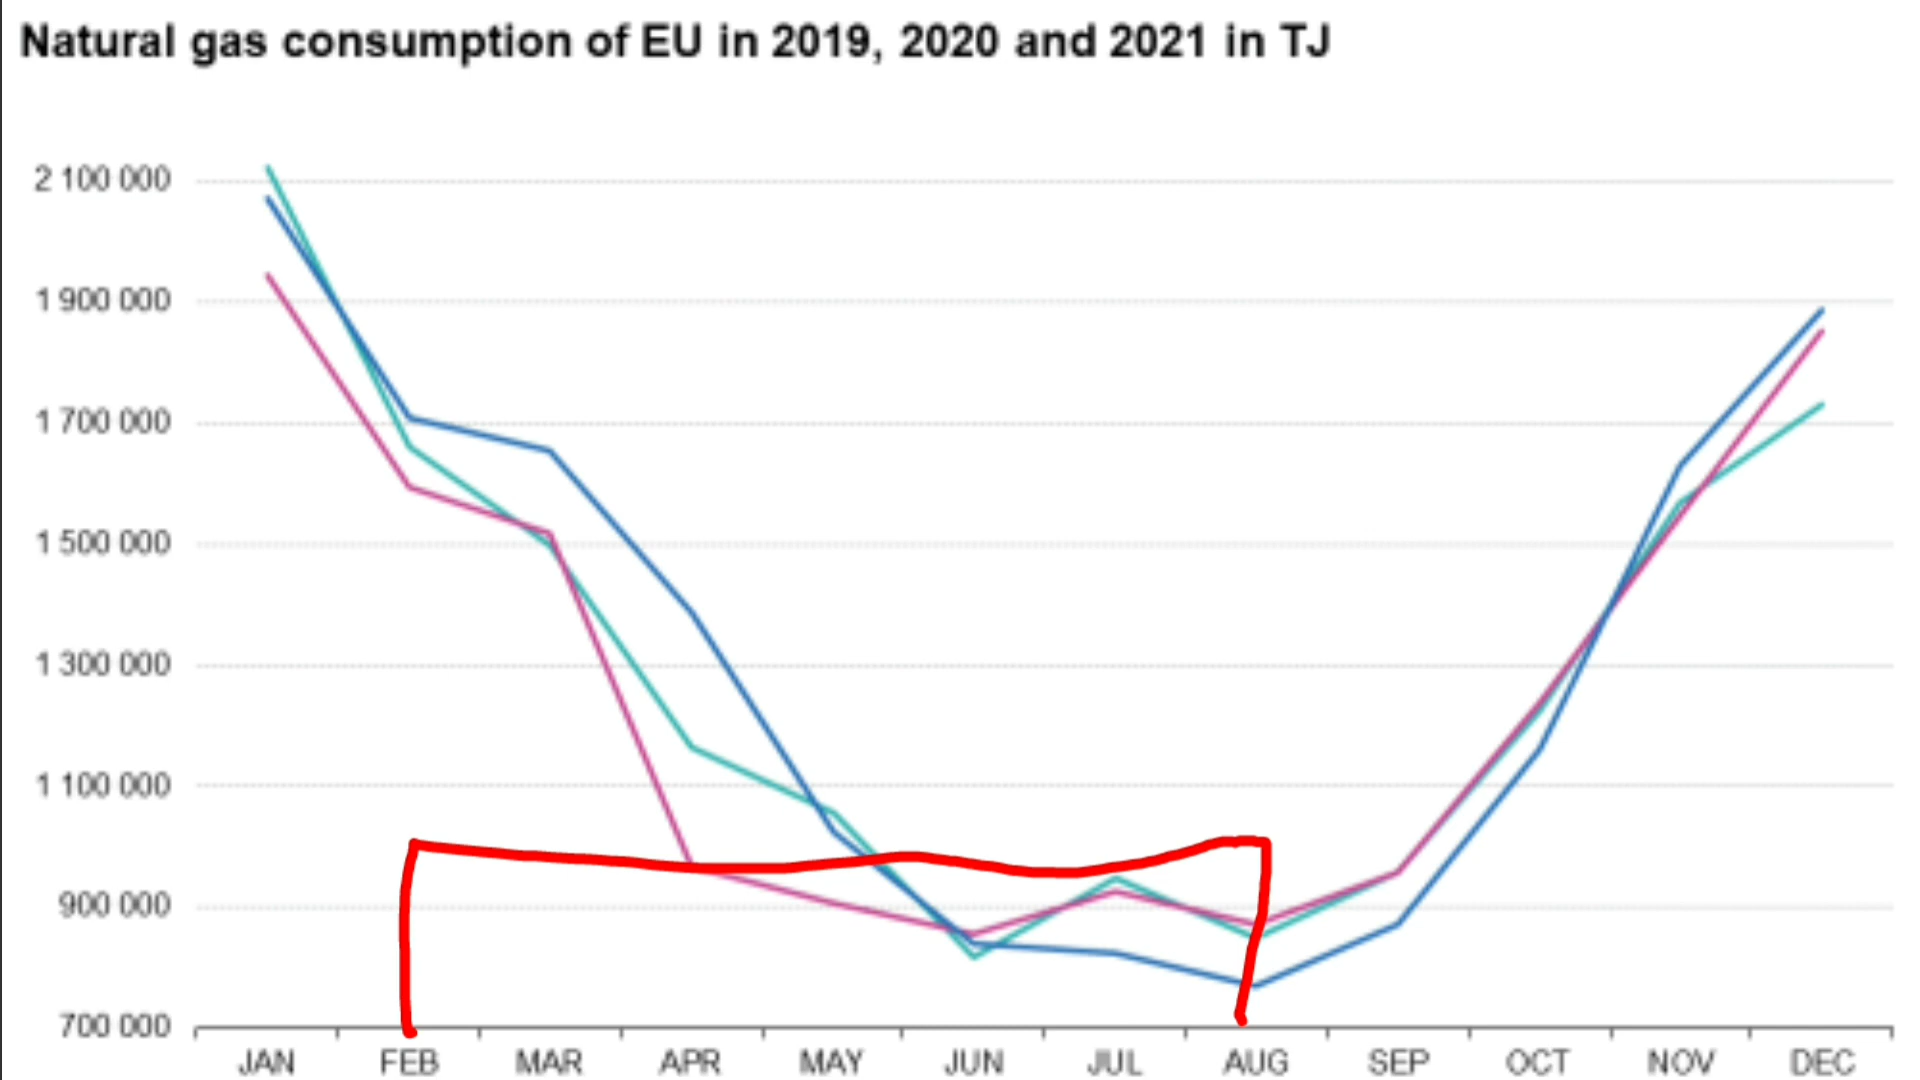 Natural gas consumption of EU in 2019, 2020 and 2021 in TJ
2 100 000
1 900 000
1 700 000
1 500 000
1 300 000
1 100 000
900 000
700 000
JAN FEB MAR APR MAY JUN JUL AUG SEP OCT NOV DEC